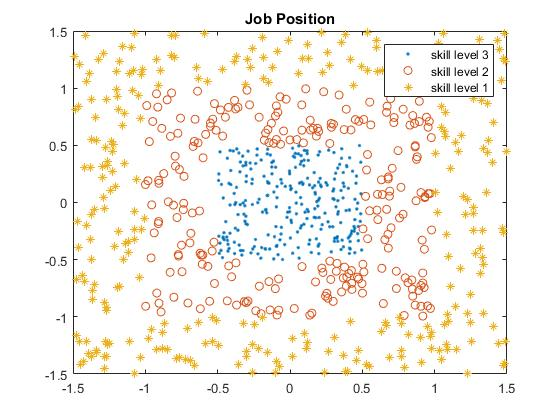 Job Position
1.5
skill level 3
skill level 2
skill level 1
1
0.5
0
-0.5
-1
-1.5
-1.5 -1 -0.5 0 0.5 1 1.5